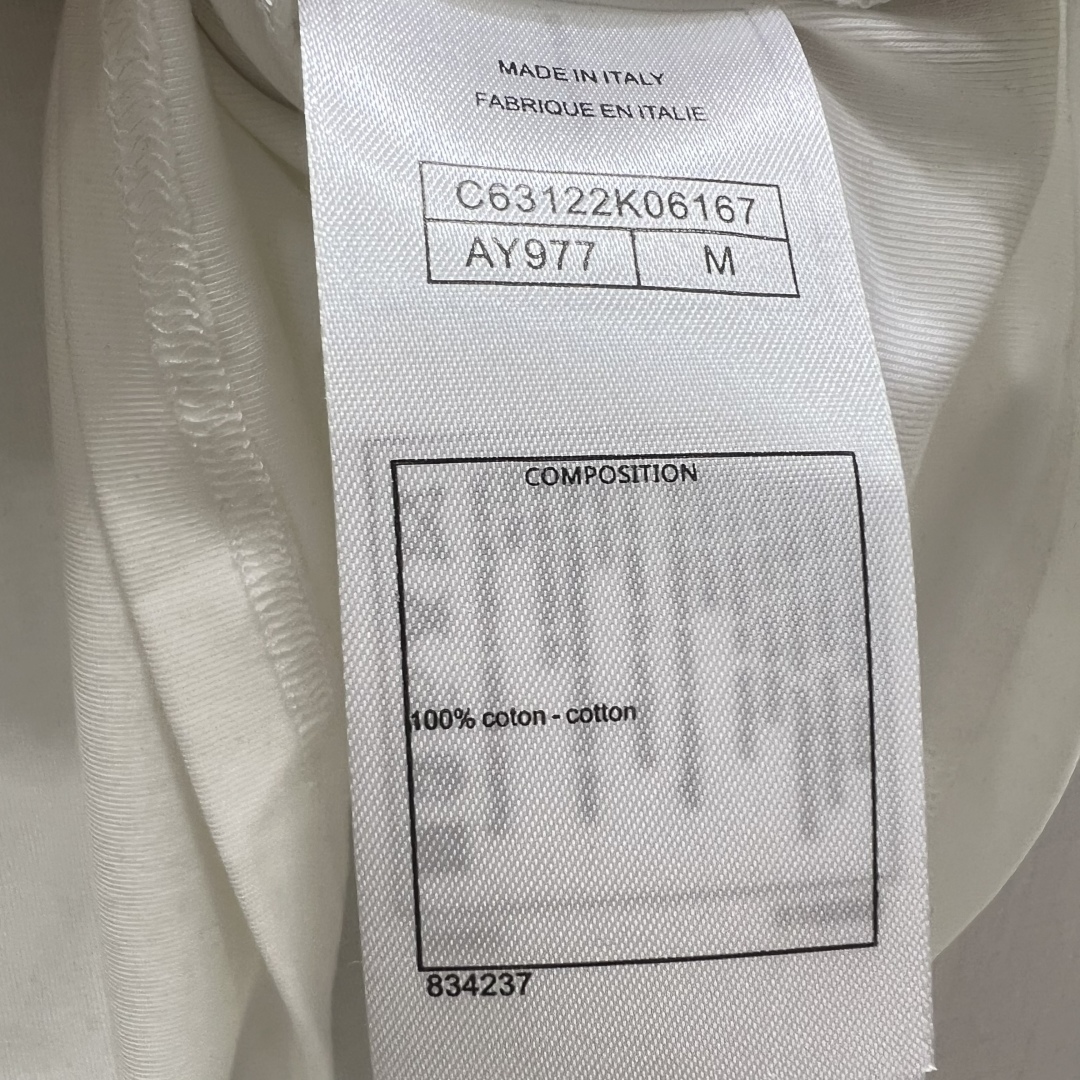 MADE IN ITALY
FABRIQUE EN ITALIE
C63122K06167
AY977 M
COMPOSITION
100% coton - cotton
834237